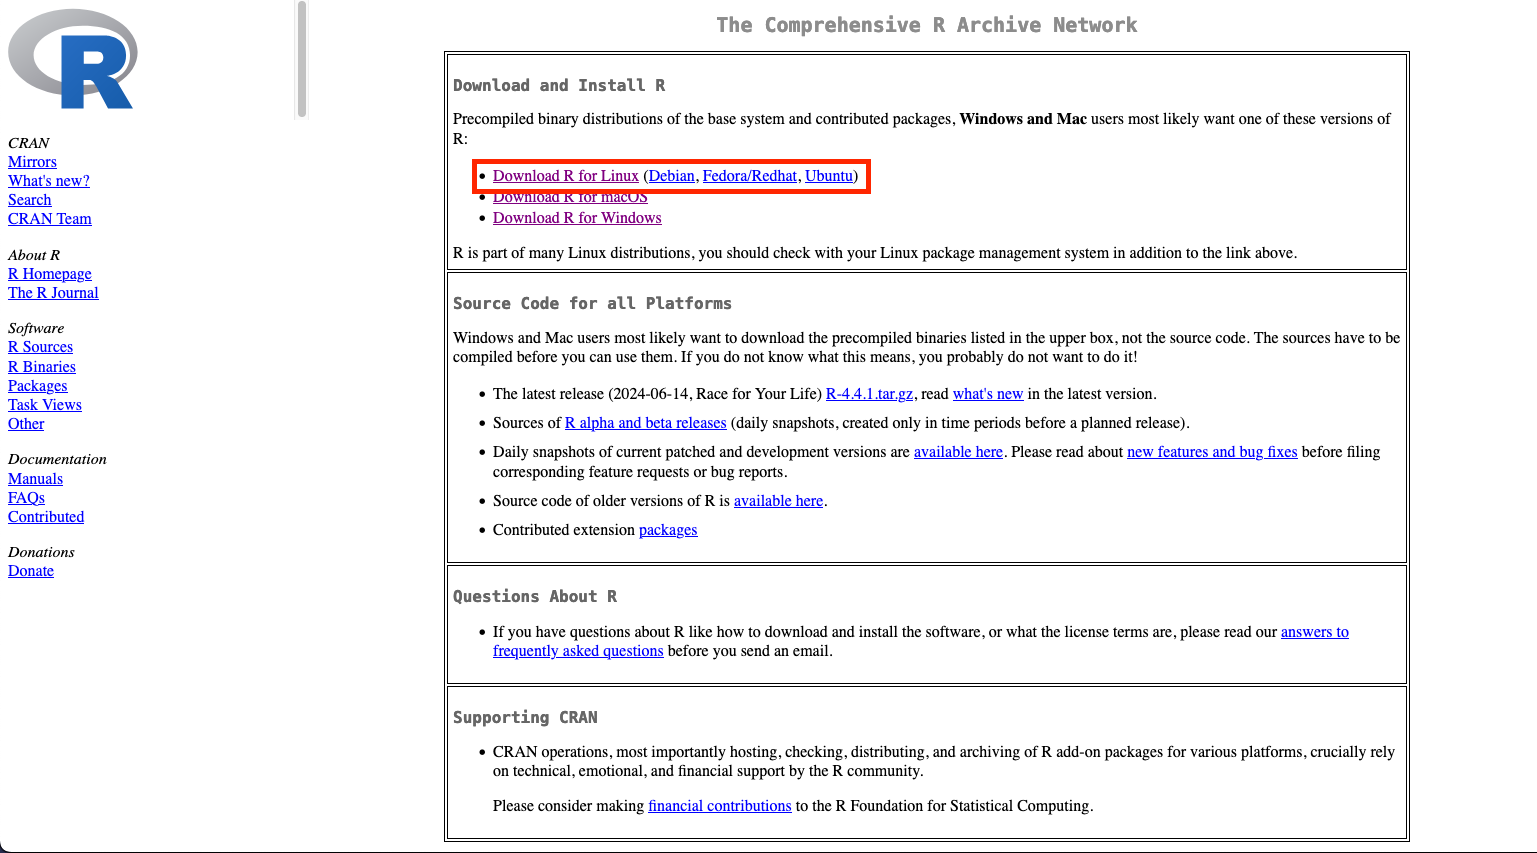 R
CRAN
Mirrors
What's new?
Search
CRAN Team
About R
R Homepage
The R Journal
Software
R Sources
R Binaries
Packages
Task Views
Other
Documentation
Manuals
FAQs
Contributed
Donations
Donate
The Comprehensive R Archive Network
Download and Install R
Precompiled binary distributions of the base system and contributed packages, Windows and Mac users most likely want one of these versions of
R:
• Download R for Linux (Debian, Fedora/Redhat, Ubuntu)
• Download R for macOS
• Download R for Windows
R is part of many Linux distributions, you should check with your Linux package management system in addition to the link above.
Source Code for all Platforms
Windows and Mac users most likely want to download the precompiled binaries listed in the upper box, not the source code. The sources have to be
compiled before you can use them. If you do not know what this means, you probably do not want to do it!
• The latest release (2024-06-14, Race for Your Life) R-4.4.1.tar.gz, read what's new in the latest version.
• Sources of R alpha and beta releases (daily snapshots, created only in time periods before a planned release).
• Daily snapshots of current patched and development versions are available here. Please read about new features and bug fixes before filing
corresponding feature requests or bug reports.
• Source code of older versions of R is available here.
• Contributed extension packages
Questions About R
• If you have questions about R like how to download and install the software, or what the license terms are, please read our answers to
frequently asked questions before you send an email.
Supporting CRAN
• CRAN operations, most importantly hosting, checking, distributing, and archiving of R add-on packages for various platforms, crucially rely
on technical, emotional, and financial support by the R community.
Please consider making financial contributions to the R Foundation for Statistical Computing.